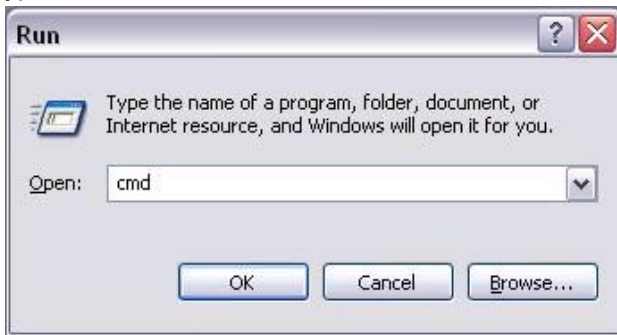 Run
Type the name of a program, folder, document, or
Internet resource, and Windows will open it for you.
Open: cmd
OK Cancel Browse...